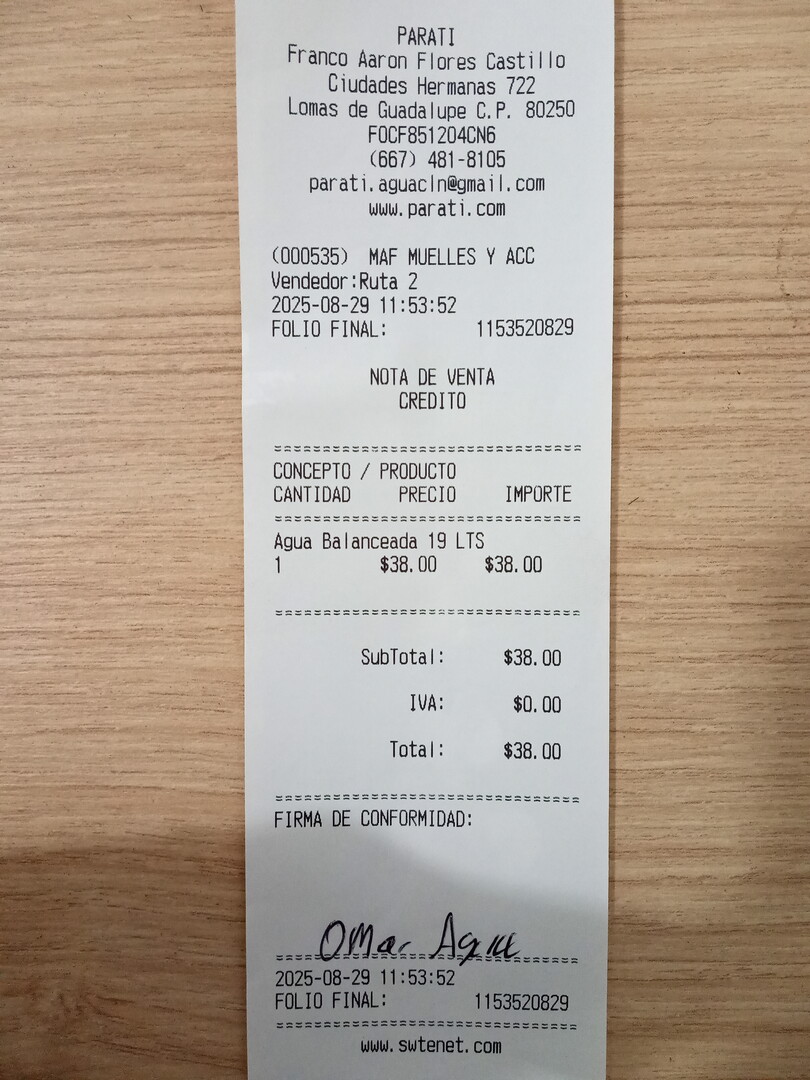 PARATI
Franco Aaron Flores Castillo
Ciudades Hermanas 722
Lomas de Guadalupe C.P. 80250
FOCF851204CN6
(667) 481-8105
parati.aguacln@gmail.com
www.parati.com
(000535) MAF MUELLES Y ACC
Vendedor:Ruta 2
2025-08-29 11:53:52
FOLIO FINAL: 1153520829
NOTA DE VENTA
CREDITO
================================
CONCEPTO / PRODUCTO
CANTIDAD PRECIO IMPORTE
================================
Agua Balanceada 19 LTS
1 $38.00 $38.00
================================
SubTotal: $38.00
IVA: $0.00
Total: $38.00
================================
FIRMA DE CONFORMIDAD:
Omar
================================
2025-08-29 11:53:52
FOLIO FINAL: 1153520829
================================
www.swtenet.com